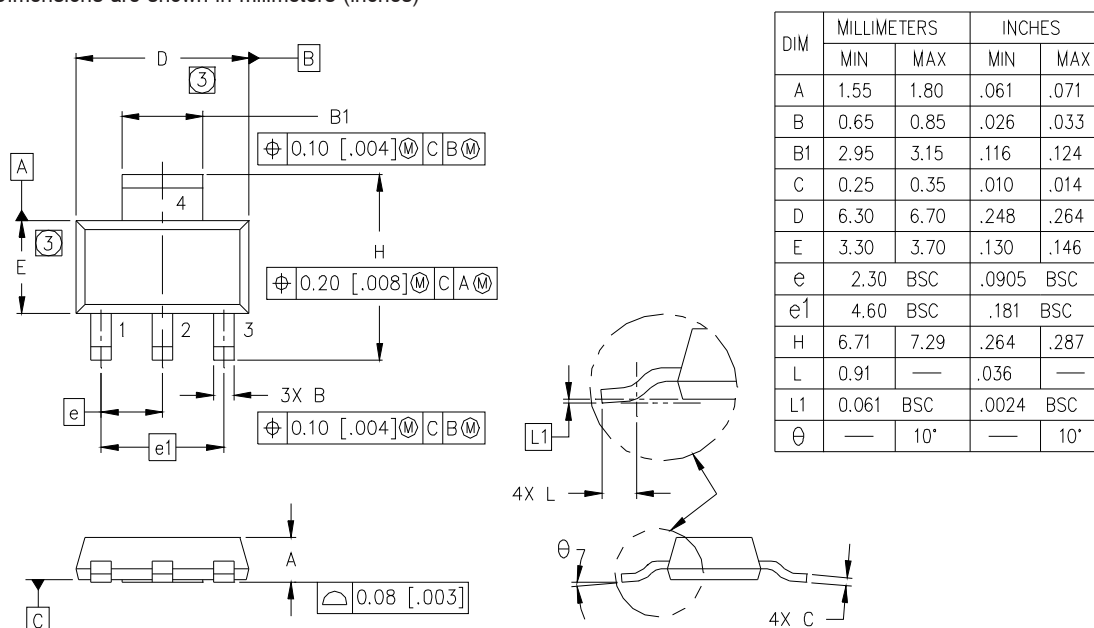 Dimensions are shown in millimeters (inches)
D
B
3
B1
⌖ 0.10 [.004]Ⓜ C BⓂ
A
4
3
E
H
⌖ 0.20 [.008]Ⓜ C AⓂ
1 2 3
3X B
e
⌖ 0.10 [.004]Ⓜ C BⓂ
e1
L1
4X L
A
⌓ 0.08 [.003]
C
θ
4X C
DIM MILLIMETERS INCHES
MIN MAX MIN MAX
A 1.55 1.80 .061 .071
B 0.65 0.85 .026 .033
B1 2.95 3.15 .116 .124
C 0.25 0.35 .010 .014
D 6.30 6.70 .248 .264
E 3.30 3.70 .130 .146
e 2.30 BSC .0905 BSC
e1 4.60 BSC .181 BSC
H 6.71 7.29 .264 .287
L 0.91 — .036 —
L1 0.061 BSC .0024 BSC
θ — 10° — 10°